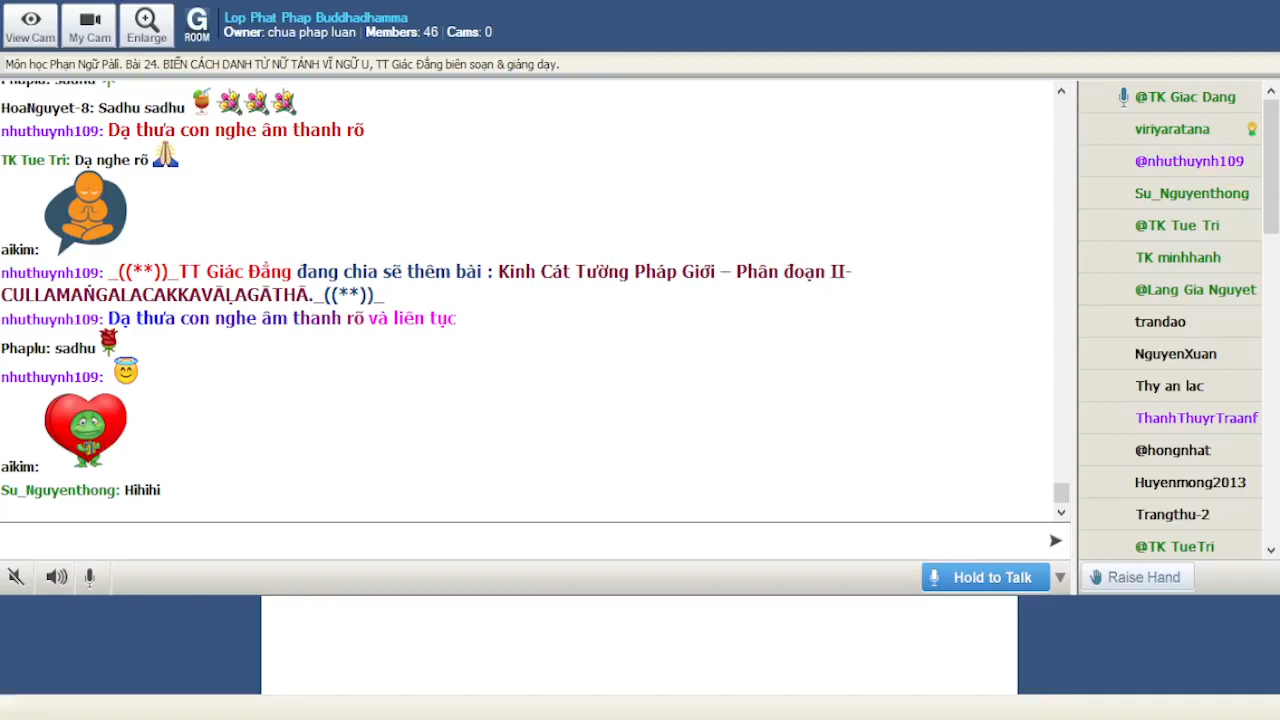 View Cam
My Cam
Enlarge
G
ROOM
Lop Phat Phap Buddhadhamma
Owner: chua phap luan | Members: 46 | Cams: 0
Môn học Phạn Ngữ Pāli. Bài 24. BIẾN CÁCH DANH TỪ NỮ TÁNH VĨ NGỮ U, TT Giác Đẳng biên soạn & giảng dạy.
HoaNguyet-8: Sadhu sadhu
nhuthuynh109: Dạ thưa con nghe âm thanh rõ
TK Tue Tri: Dạ nghe rõ
aikim:
nhuthuynh109: _((**))_TT Giác Đẳng đang chia sẽ thêm bài : Kinh Cát Tường Pháp Giới – Phân đoạn II-
CULLAMAṄGALACAKKAVĀḶAGĀTHĀ._((**))_
nhuthuynh109: Dạ thưa con nghe âm thanh rõ và liên tục
Phaplu: sadhu
nhuthuynh109:
aikim:
Su_Nguyenthong: Hihihi
Hold to Talk
@TK Giac Dang
viriyaratana
@nhuthuynh109
Su_Nguyenthong
@TK Tue Tri
TK minhhanh
@Lang Gia Nguyet
trandao
NguyenXuan
Thy an lac
ThanhThuyrTraanf
@hongnhat
Huyenmong2013
Trangthu-2
@TK TueTri
Raise Hand